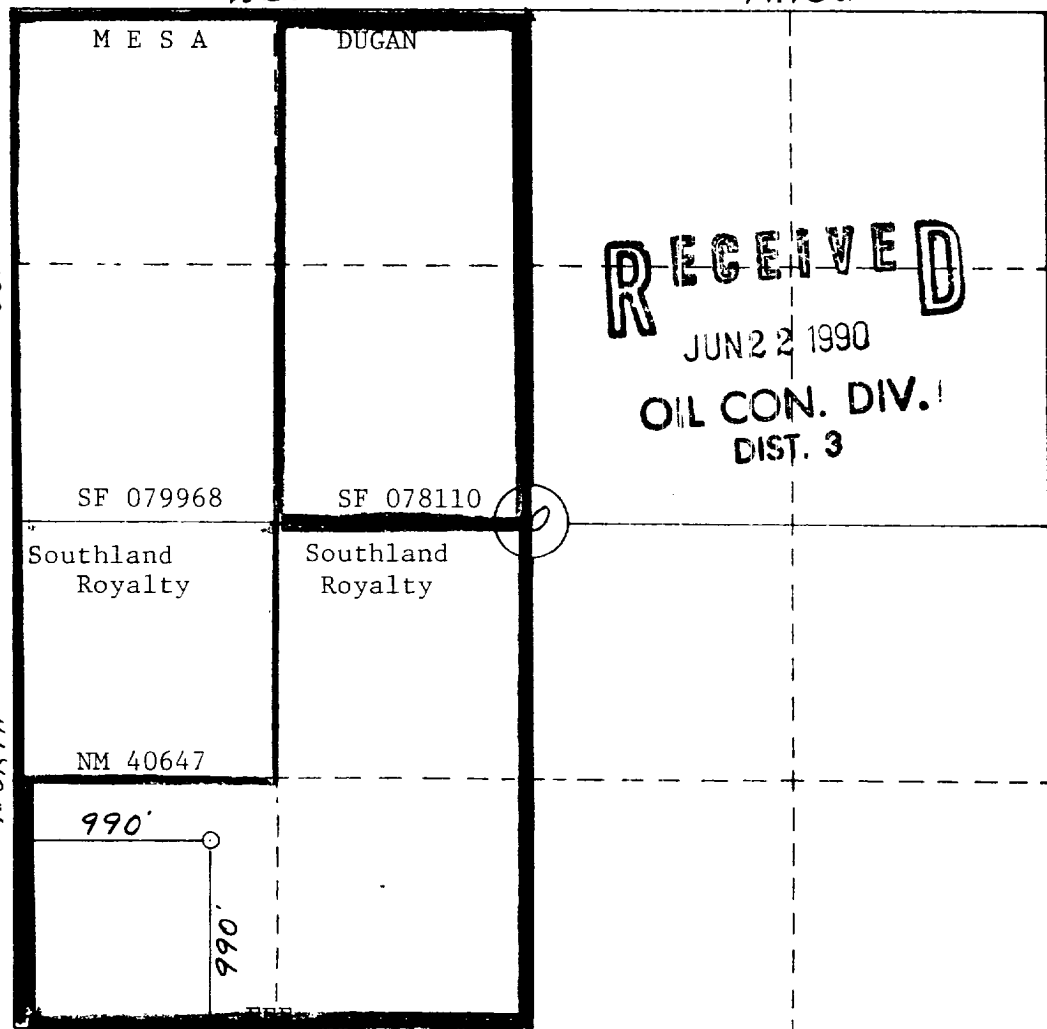 M E S A
DUGAN
RECEIVED
JUN 22 1990
OIL CON. DIV.
DIST. 3
SF 079968
SF 078110
Southland
Royalty
Southland
Royalty
NM 40647
990'
990'